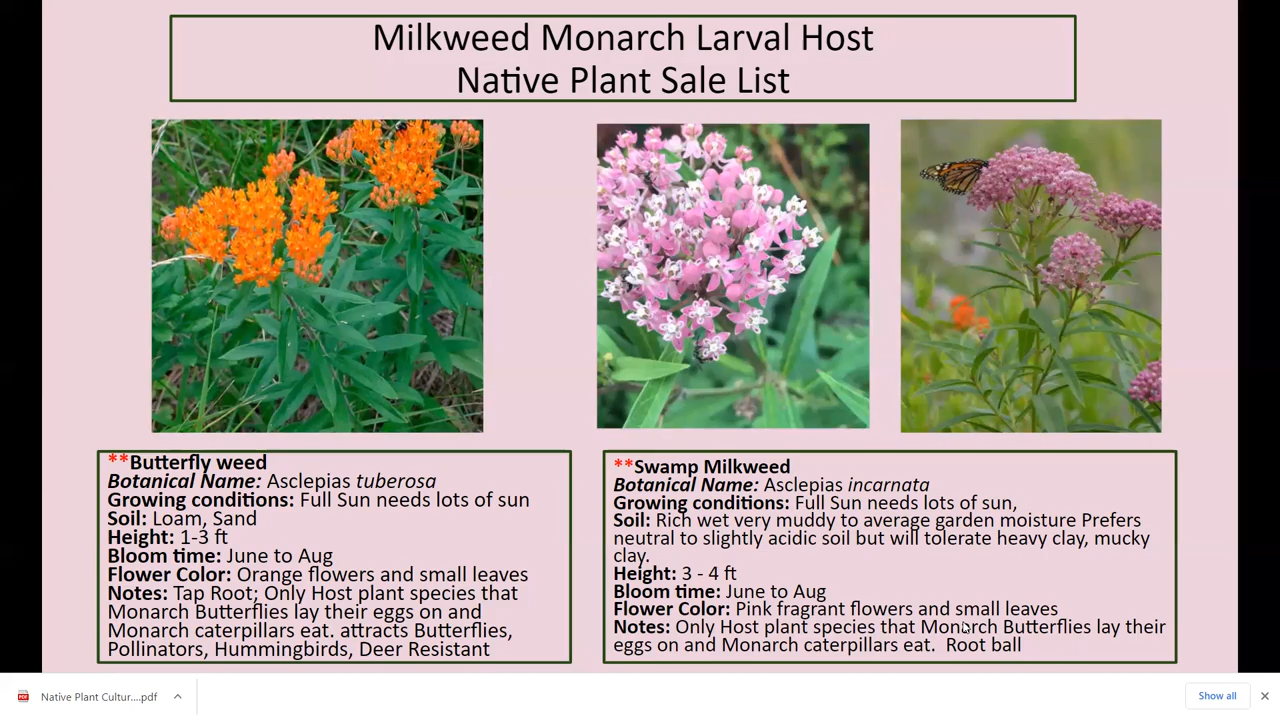 Milkweed Monarch Larval Host
Native Plant Sale List
**Butterfly weed
Botanical Name: Asclepias tuberosa
Growing conditions: Full Sun needs lots of sun
Soil: Loam, Sand
Height: 1-3 ft
Bloom time: June to Aug
Flower Color: Orange flowers and small leaves
Notes: Tap Root; Only Host plant species that
Monarch Butterflies lay their eggs on and
Monarch caterpillars eat. attracts Butterflies,
Pollinators, Hummingbirds, Deer Resistant
**Swamp Milkweed
Botanical Name: Asclepias incarnata
Growing conditions: Full Sun needs lots of sun,
Soil: Rich wet very muddy to average garden moisture Prefers
neutral to slightly acidic soil but will tolerate heavy clay, mucky
clay.
Height: 3 - 4 ft
Bloom time: June to Aug
Flower Color: Pink fragrant flowers and small leaves
Notes: Only Host plant species that Monarch Butterflies lay their
eggs on and Monarch caterpillars eat. Root ball
Native Plant Cultur....pdf
Show all